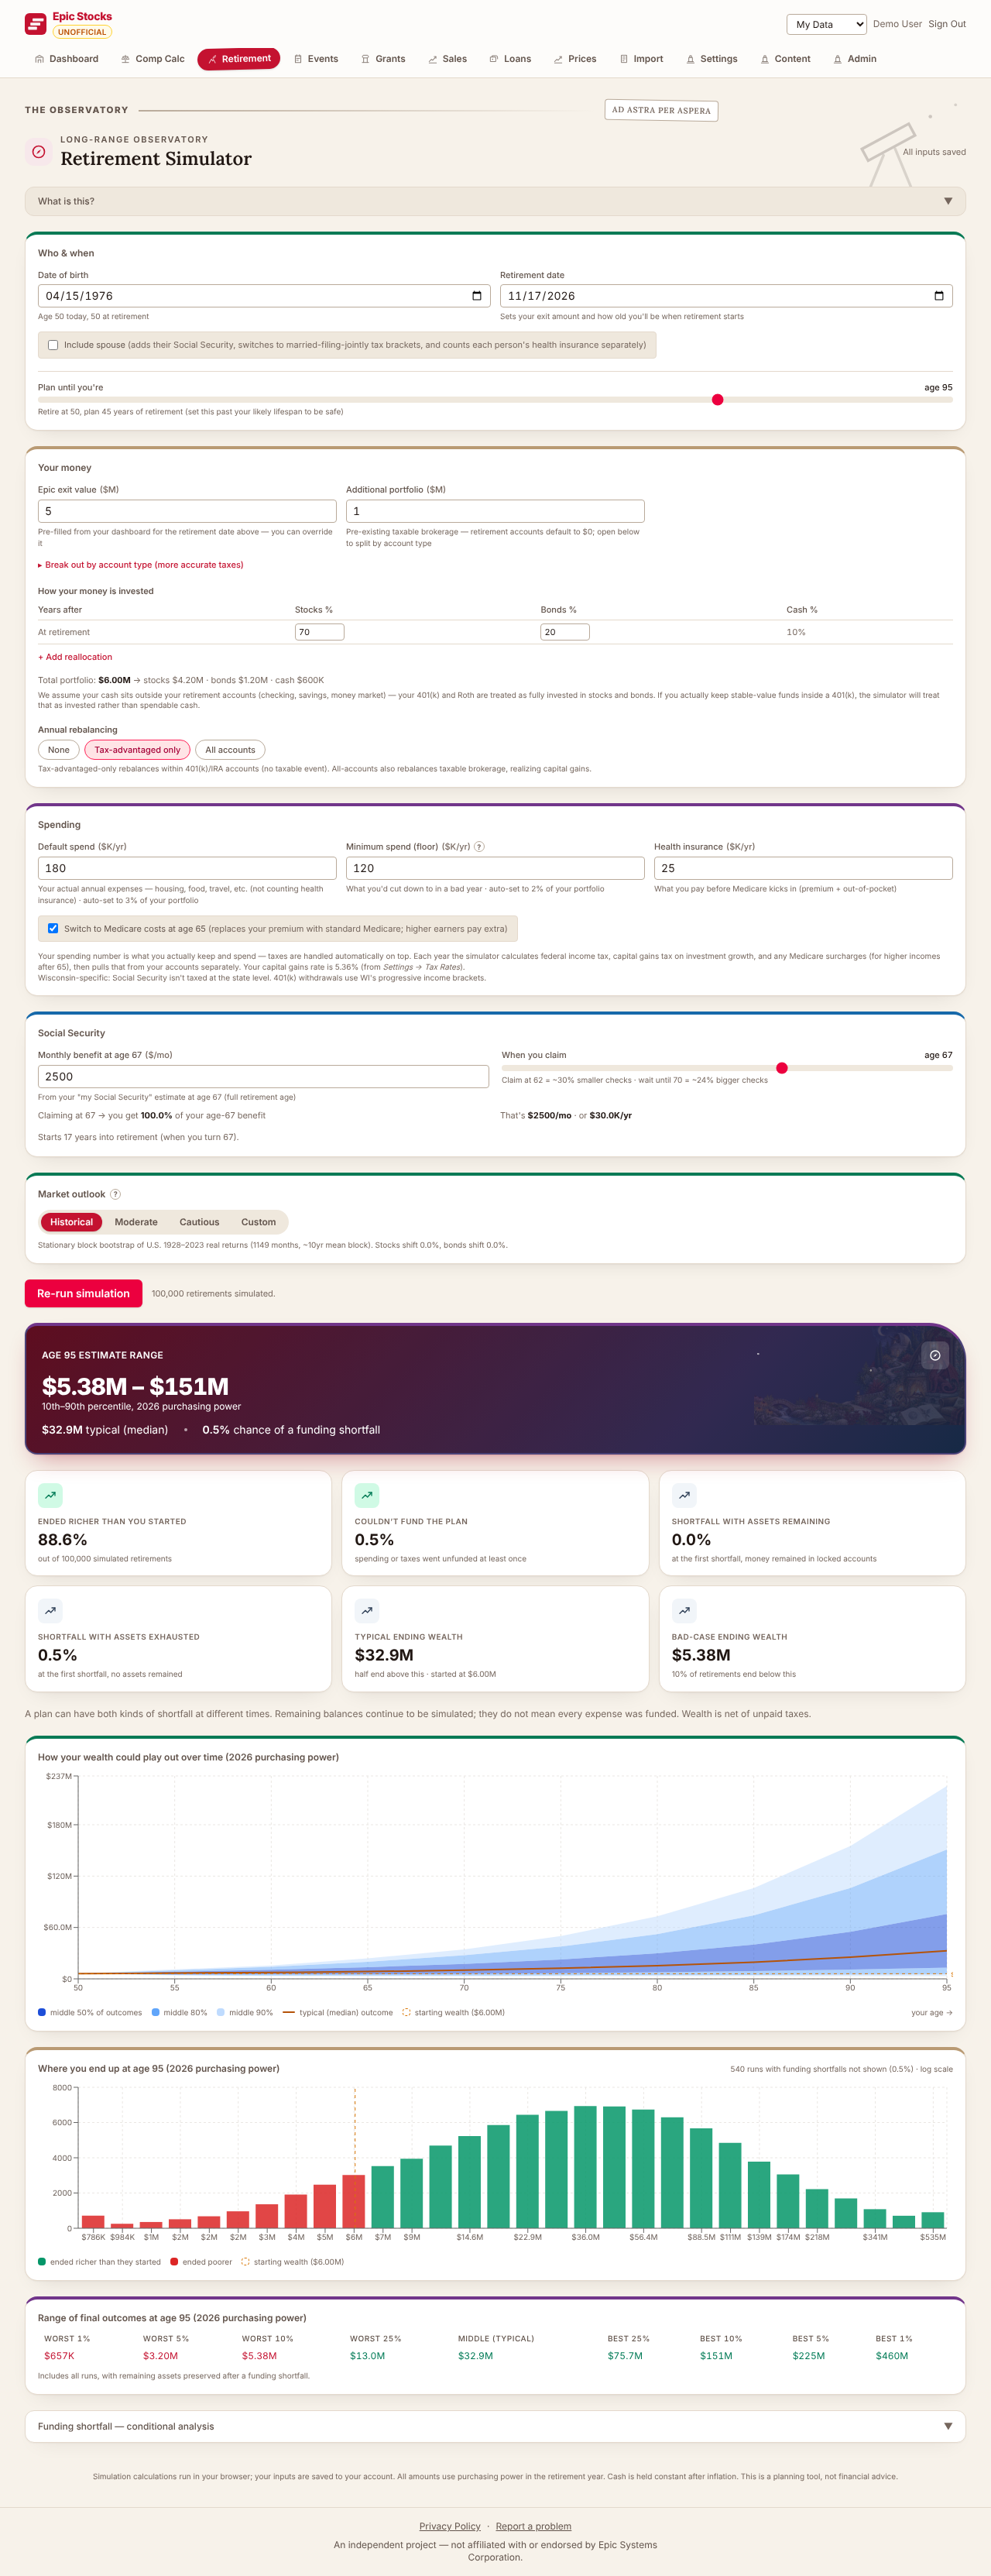 Epic Stocks
UNOFFICIAL
My Data
Demo User
Sign Out
Dashboard
Comp Calc
Retirement
Events
Grants
Sales
Loans
Prices
Import
Settings
Content
Admin
THE OBSERVATORY
AD ASTRA PER ASPERA
LONG-RANGE OBSERVATORY
Retirement Simulator
All inputs saved
What is this?
Who & when
Date of birth
Retirement date
04/15/1976
11/17/2026
Age 50 today, 50 at retirement
Sets your exit amount and how old you'll be when retirement starts
Include spouse (adds their Social Security, switches to married-filing-jointly tax brackets, and counts each person's health insurance separately)
Plan until you're
age 95
Retire at 50, plan 45 years of retirement (set this past your likely lifespan to be safe)
Your money
Epic exit value ($M)
Additional portfolio ($M)
5
1
Pre-filled from your dashboard for the retirement date above — you can override
it
Pre-existing taxable brokerage — retirement accounts default to $0; open below
to split by account type
▸ Break out by account type (more accurate taxes)
How your money is invested
Years after
Stocks %
Bonds %
Cash %
At retirement
70
20
10%
+ Add reallocation
Total portfolio: $6.00M → stocks $4.20M · bonds $1.20M · cash $600K
We assume your cash sits outside your retirement accounts (checking, savings, money market) — your 401(k) and Roth are treated as fully invested in stocks and bonds. If you actually keep stable-value funds inside a 401(k), the simulator will treat
that as invested rather than spendable cash.
Annual rebalancing
None
Tax-advantaged only
All accounts
Tax-advantaged-only rebalances within 401(k)/IRA accounts (no taxable event). All-accounts also rebalances taxable brokerage, realizing capital gains.
Spending
Default spend ($K/yr)
Minimum spend (floor) ($K/yr) ?
Health insurance ($K/yr)
180
120
25
Your actual annual expenses — housing, food, travel, etc. (not counting health
insurance) · auto-set to 3% of your portfolio
What you'd cut down to in a bad year · auto-set to 2% of your portfolio
What you pay before Medicare kicks in (premium + out-of-pocket)
Switch to Medicare costs at age 65 (replaces your premium with standard Medicare; higher earners pay extra)
Your spending number is what you actually keep and spend — taxes are handled automatically on top. Each year the simulator calculates federal income tax, capital gains tax on investment growth, and any Medicare surcharges (for higher incomes
after 65), then pulls that from your accounts separately. Your capital gains rate is 5.36% (from Settings → Tax Rates).
Wisconsin-specific: Social Security isn't taxed at the state level. 401(k) withdrawals use WI's progressive income brackets.
Social Security
Monthly benefit at age 67 ($/mo)
When you claim
age 67
2500
Claim at 62 = ~30% smaller checks · wait until 70 = ~24% bigger checks
From your "my Social Security" estimate at age 67 (full retirement age)
Claiming at 67 → you get 100.0% of your age-67 benefit
That's $2500/mo · or $30.0K/yr
Starts 17 years into retirement (when you turn 67).
Market outlook ?
Historical
Moderate
Cautious
Custom
Stationary block bootstrap of U.S. 1928–2023 real returns (1149 months, ~10yr mean block). Stocks shift 0.0%, bonds shift 0.0%.
Re-run simulation
100,000 retirements simulated.
AGE 95 ESTIMATE RANGE
$5.38M – $151M
10th–90th percentile, 2026 purchasing power
$32.9M typical (median) • 0.5% chance of a funding shortfall
ENDED RICHER THAN YOU STARTED
88.6%
out of 100,000 simulated retirements
COULDN'T FUND THE PLAN
0.5%
spending or taxes went unfunded at least once
SHORTFALL WITH ASSETS REMAINING
0.0%
at the first shortfall, money remained in locked accounts
SHORTFALL WITH ASSETS EXHAUSTED
0.5%
at the first shortfall, no assets remained
TYPICAL ENDING WEALTH
$32.9M
half end above this · started at $6.00M
BAD-CASE ENDING WEALTH
$5.38M
10% of retirements end below this
A plan can have both kinds of shortfall at different times. Remaining balances continue to be simulated; they do not mean every expense was funded. Wealth is net of unpaid taxes.
How your wealth could play out over time (2026 purchasing power)
$237M
$180M
$120M
$60.0M
$0
50 55 60 65 70 75 80 85 90 95
middle 50% of outcomes
middle 80%
middle 90%
typical (median) outcome
starting wealth ($6.00M)
your age →
Where you end up at age 95 (2026 purchasing power)
540 runs with funding shortfalls not shown (0.5%) · log scale
8000
6000
4000
2000
0
$786K $984K $1M $2M $2M $2M $3M $4M $5M $6M $7M $9M $14.6M $22.9M $36.0M $56.4M $88.5M $111M $139M $174M $218M $341M $535M
ended richer than they started
ended poorer
starting wealth ($6.00M)
Range of final outcomes at age 95 (2026 purchasing power)
WORST 1% WORST 5% WORST 10% WORST 25% MIDDLE (TYPICAL) BEST 25% BEST 10% BEST 5% BEST 1%
$657K $3.20M $5.38M $13.0M $32.9M $75.7M $151M $225M $460M
Includes all runs, with remaining assets preserved after a funding shortfall.
Funding shortfall — conditional analysis
Simulation calculations run in your browser; your inputs are saved to your account. All amounts use purchasing power in the retirement year. Cash is held constant after inflation. This is a planning tool, not financial advice.
Privacy Policy · Report a problem
An independent project — not affiliated with or endorsed by Epic Systems
Corporation.